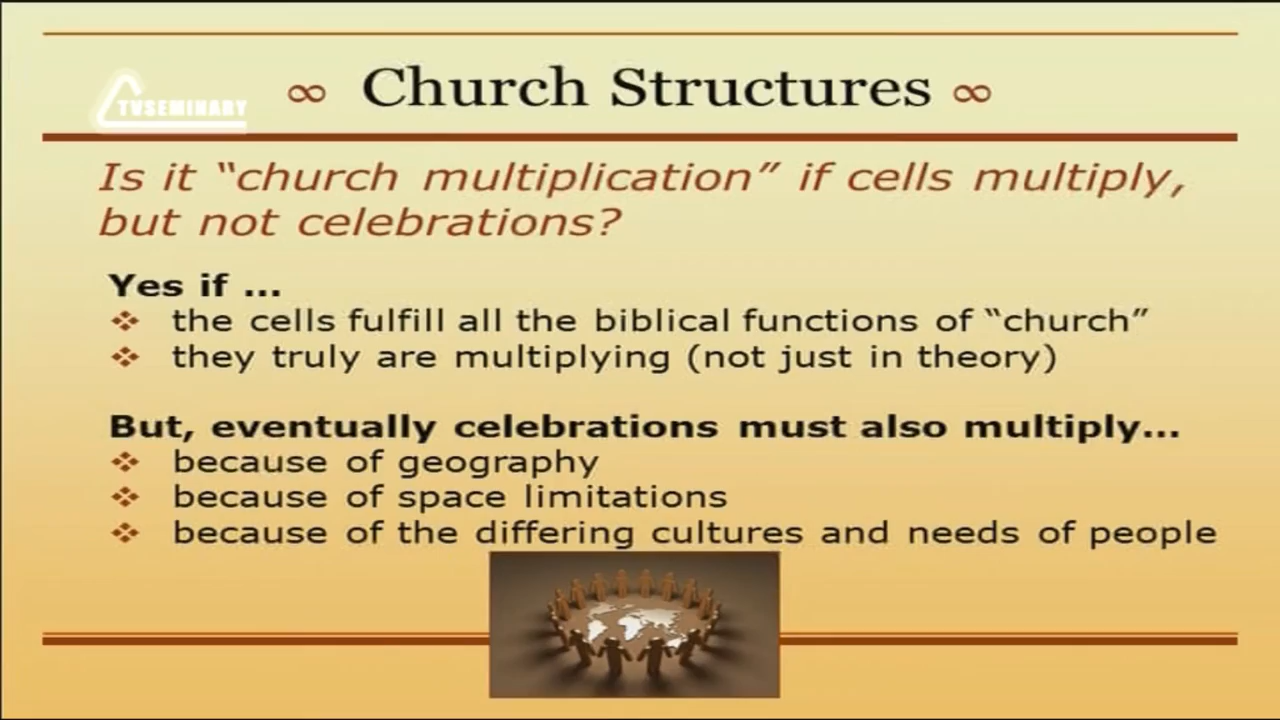 TVSEMINARY
∞ Church Structures ∞
Is it “church multiplication” if cells multiply,
but not celebrations?
Yes if ...
❖ the cells fulfill all the biblical functions of “church”
❖ they truly are multiplying (not just in theory)
But, eventually celebrations must also multiply...
❖ because of geography
❖ because of space limitations
❖ because of the differing cultures and needs of people